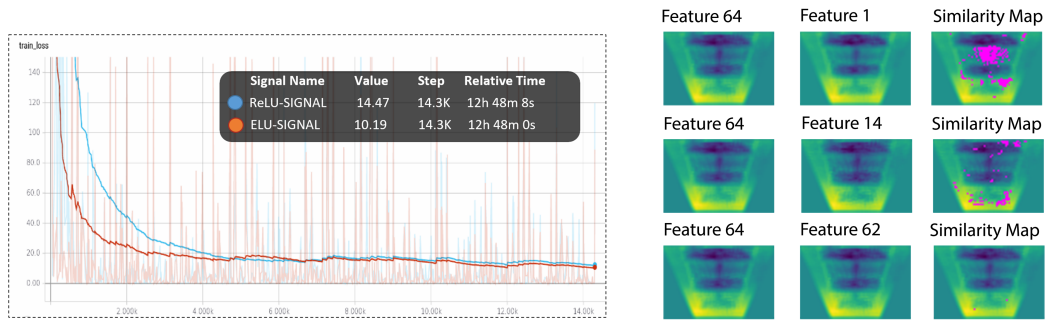 train_loss
140
120
100
80.0
60.0
40.0
20.0
0.00
2.000k 4.000k 6.000k 8.000k 10.00k 12.00k 14.00k
Signal Name Value Step Relative Time
ReLU-SIGNAL 14.47 14.3K 12h 48m 8s
ELU-SIGNAL 10.19 14.3K 12h 48m 0s
Feature 64 Feature 1 Similarity Map
Feature 64 Feature 14 Similarity Map
Feature 64 Feature 62 Similarity Map